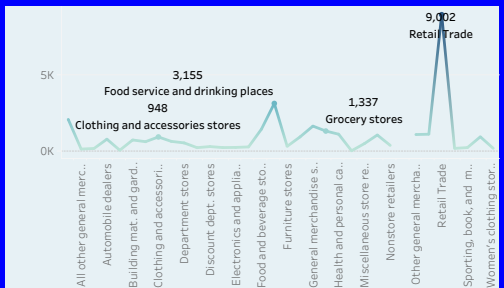 9,002
Retail Trade
5K
3,155
Food service and drinking places
948
1,337
Grocery stores
Clothing and accessories stores
0K
All other general merc..
Automobile dealers
Building mat. and gard..
Clothing and accessori..
Department stores
Discount dept. stores
Electronics and applia..
Food and beverage sto..
Furniture stores
General merchandise s..
Health and personal ca..
Miscellaneous store re..
Nonstore retailers
Other general mercha..
Retail Trade
Sporting, book, and m..
Women's clothing stor..